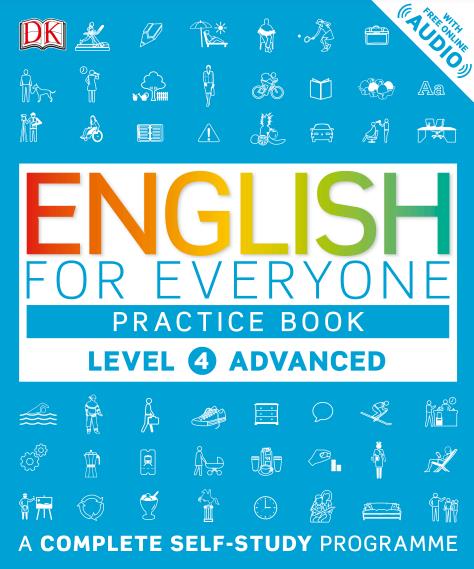 DK
WITH
FREE ONLINE
AUDIO
Aa
ENGLISH
FOR EVERYONE
PRACTICE BOOK
LEVEL 4 ADVANCED
A COMPLETE SELF-STUDY PROGRAMME